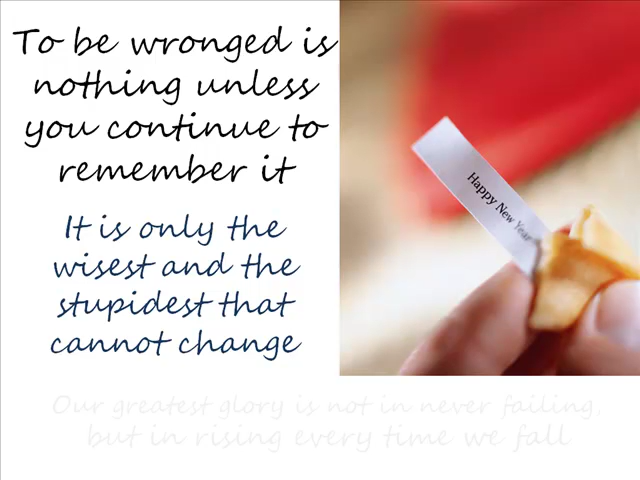 To be wronged is
nothing unless
you continue to
remember it
It is only the
wisest and the
stupidest that
cannot change
Happy New Year
Our greatest glory is not in never failing,
but in rising every time we fall